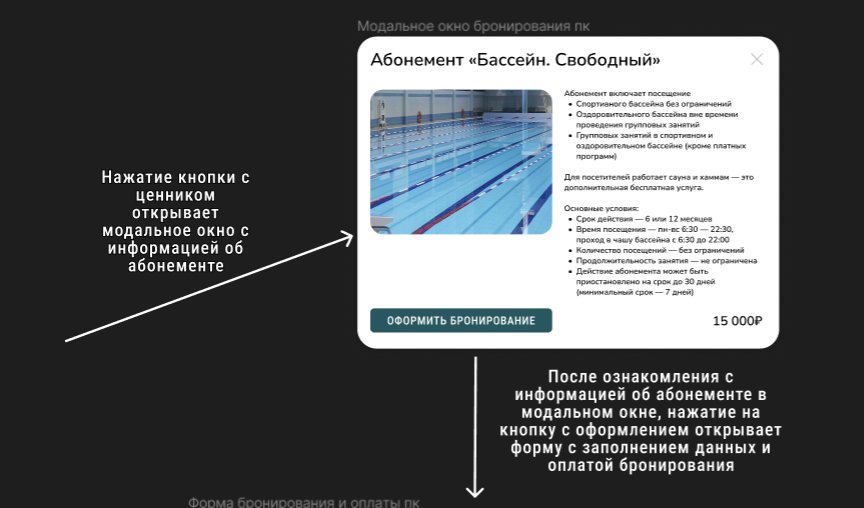 Модальное окно бронирования пк
Абонемент «Бассейн. Свободный»
Абонемент включает посещение
• Спортивного бассейна без ограничений
• Оздоровительного бассейна вне времени
проведения групповых занятий
• Групповых занятий в спортивном и
оздоровительном бассейне (кроме платных
программ)
Для посетителей работает сауна и хаммам — это
дополнительная бесплатная услуга.
Основные условия:
• Срок действия — 6 или 12 месяцев
• Время посещения — пн-вс 6:30 — 22:30,
проход в чашу бассейна с 6:30 до 22:00
• Количество посещений — без ограничений
• Продолжительность занятия — не ограничена
• Действие абонемента может быть
приостановлено на срок до 30 дней
(минимальный срок — 7 дней)
ОФОРМИТЬ БРОНИРОВАНИЕ
15 000₽
Нажатие кнопки с
ценником
открывает
модальное окно с
информацией об
абонементе
После ознакомления с
информацией об абонементе в
модальном окне, нажатие на
кнопку с оформлением открывает
форму с заполнением данных и
оплатой бронирования
Форма бронирования и оплаты пк